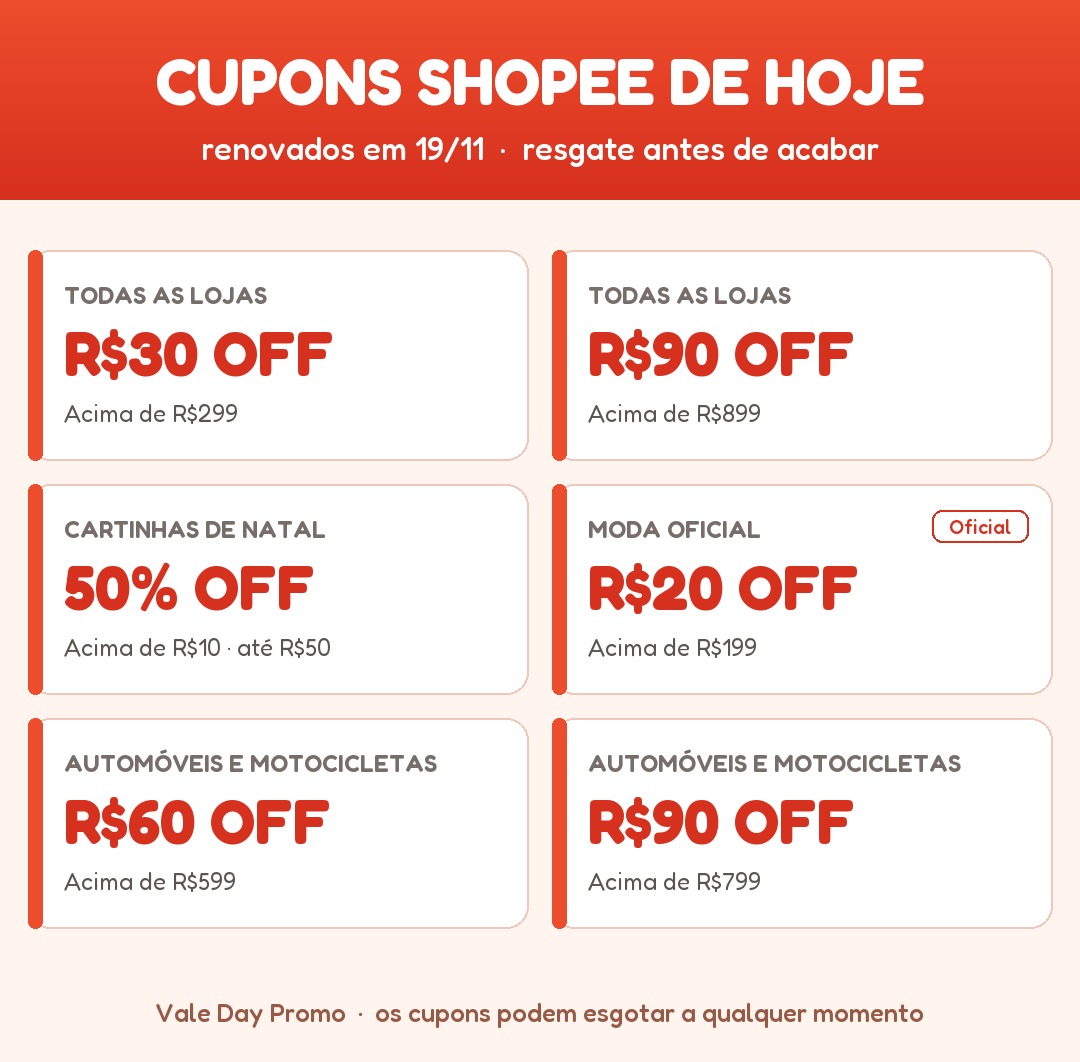 CUPONS SHOPEE DE HOJE
renovados em 19/11 · resgate antes de acabar
TODAS AS LOJAS
R$30 OFF
Acima de R$299
TODAS AS LOJAS
R$90 OFF
Acima de R$899
CARTINHAS DE NATAL
50% OFF
Acima de R$10 · até R$50
MODA OFICIAL
Oficial
R$20 OFF
Acima de R$199
AUTOMÓVEIS E MOTOCICLETAS
R$60 OFF
Acima de R$599
AUTOMÓVEIS E MOTOCICLETAS
R$90 OFF
Acima de R$799
Vale Day Promo · os cupons podem esgotar a qualquer momento